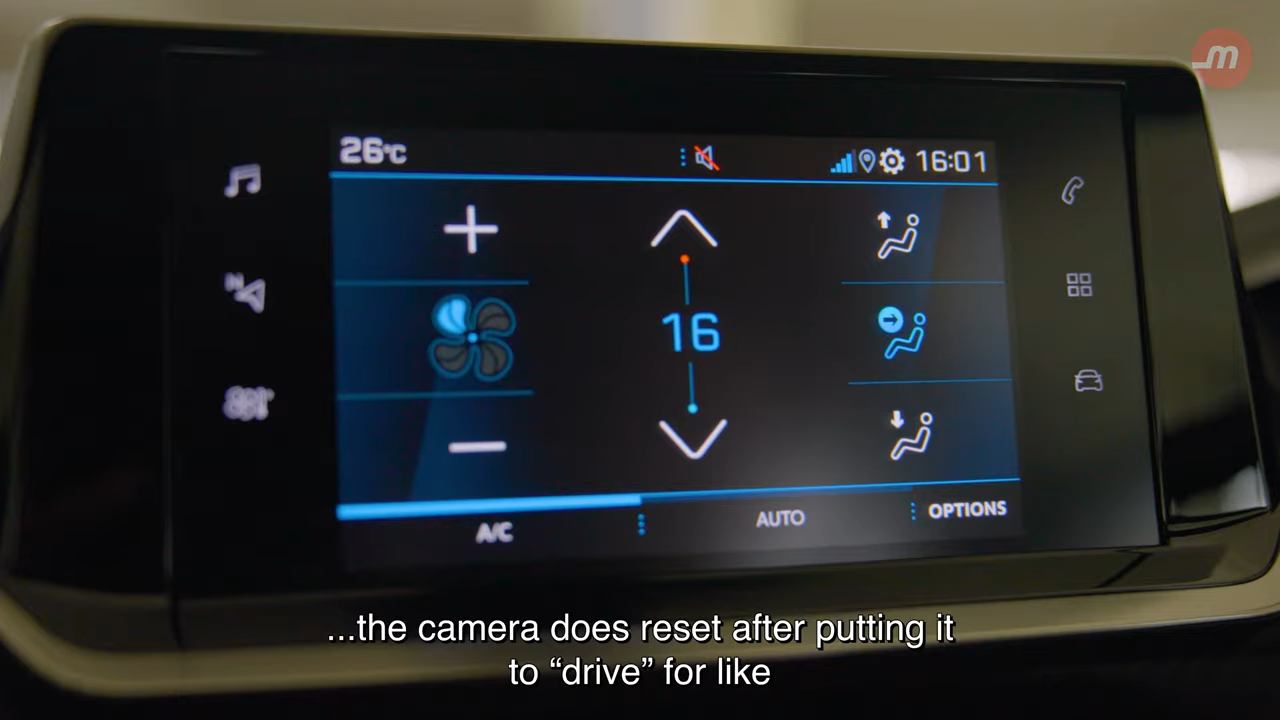 m
26°C
16:01
N
16
A/C
AUTO
OPTIONS
...the camera does reset after putting it
to “drive” for like